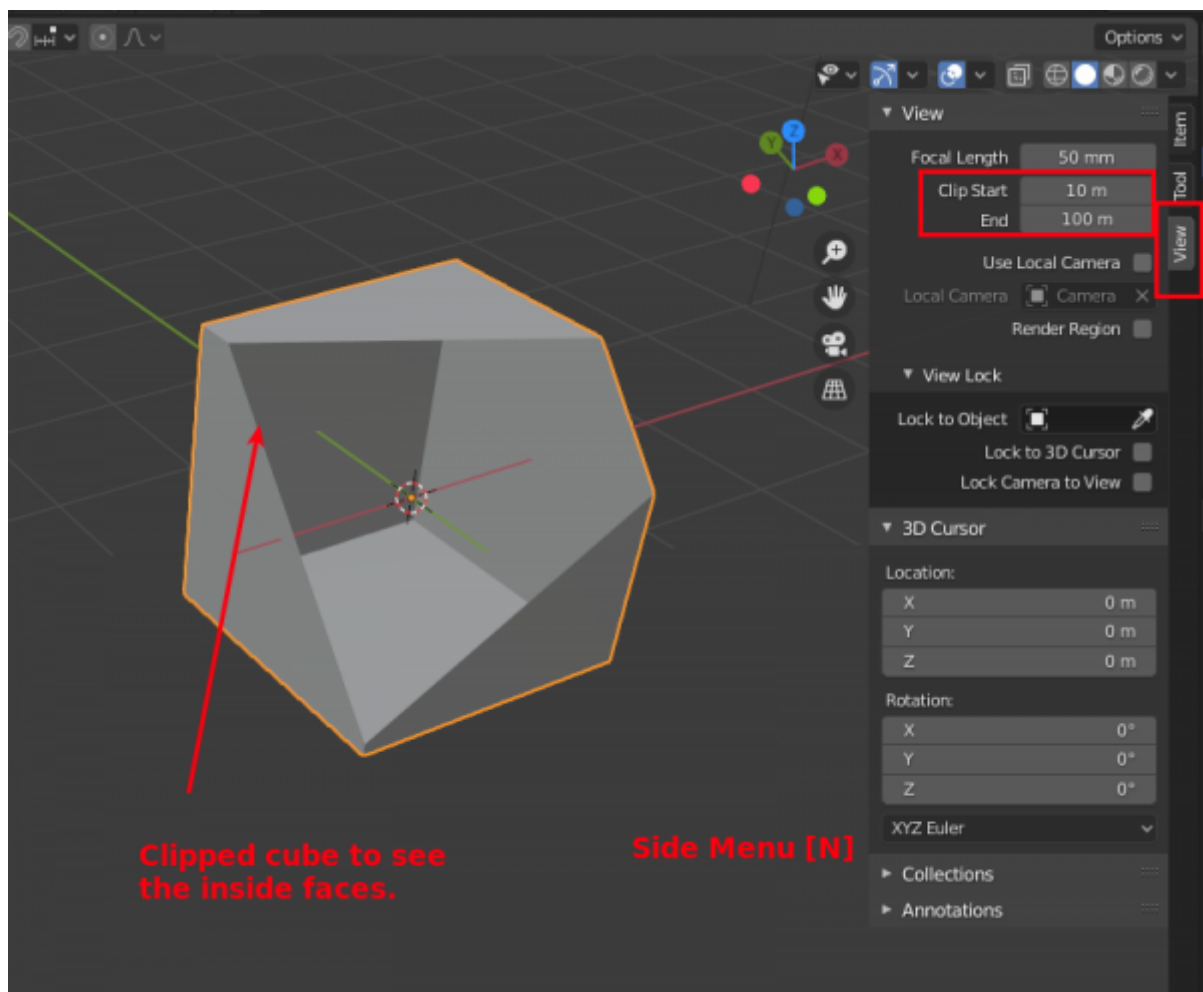 Options
View
Item
Focal Length 50 mm
Clip Start 10 m
Tool
End 100 m
View
Use Local Camera
Local Camera Camera
Render Region
View Lock
Lock to Object
Lock to 3D Cursor
Lock Camera to View
3D Cursor
Location:
X 0 m
Y 0 m
Z 0 m
Rotation:
X 0°
Y 0°
Z 0°
XYZ Euler
Collections
Annotations
Z
Y
X
Clipped cube to see
the inside faces.
Side Menu [N]